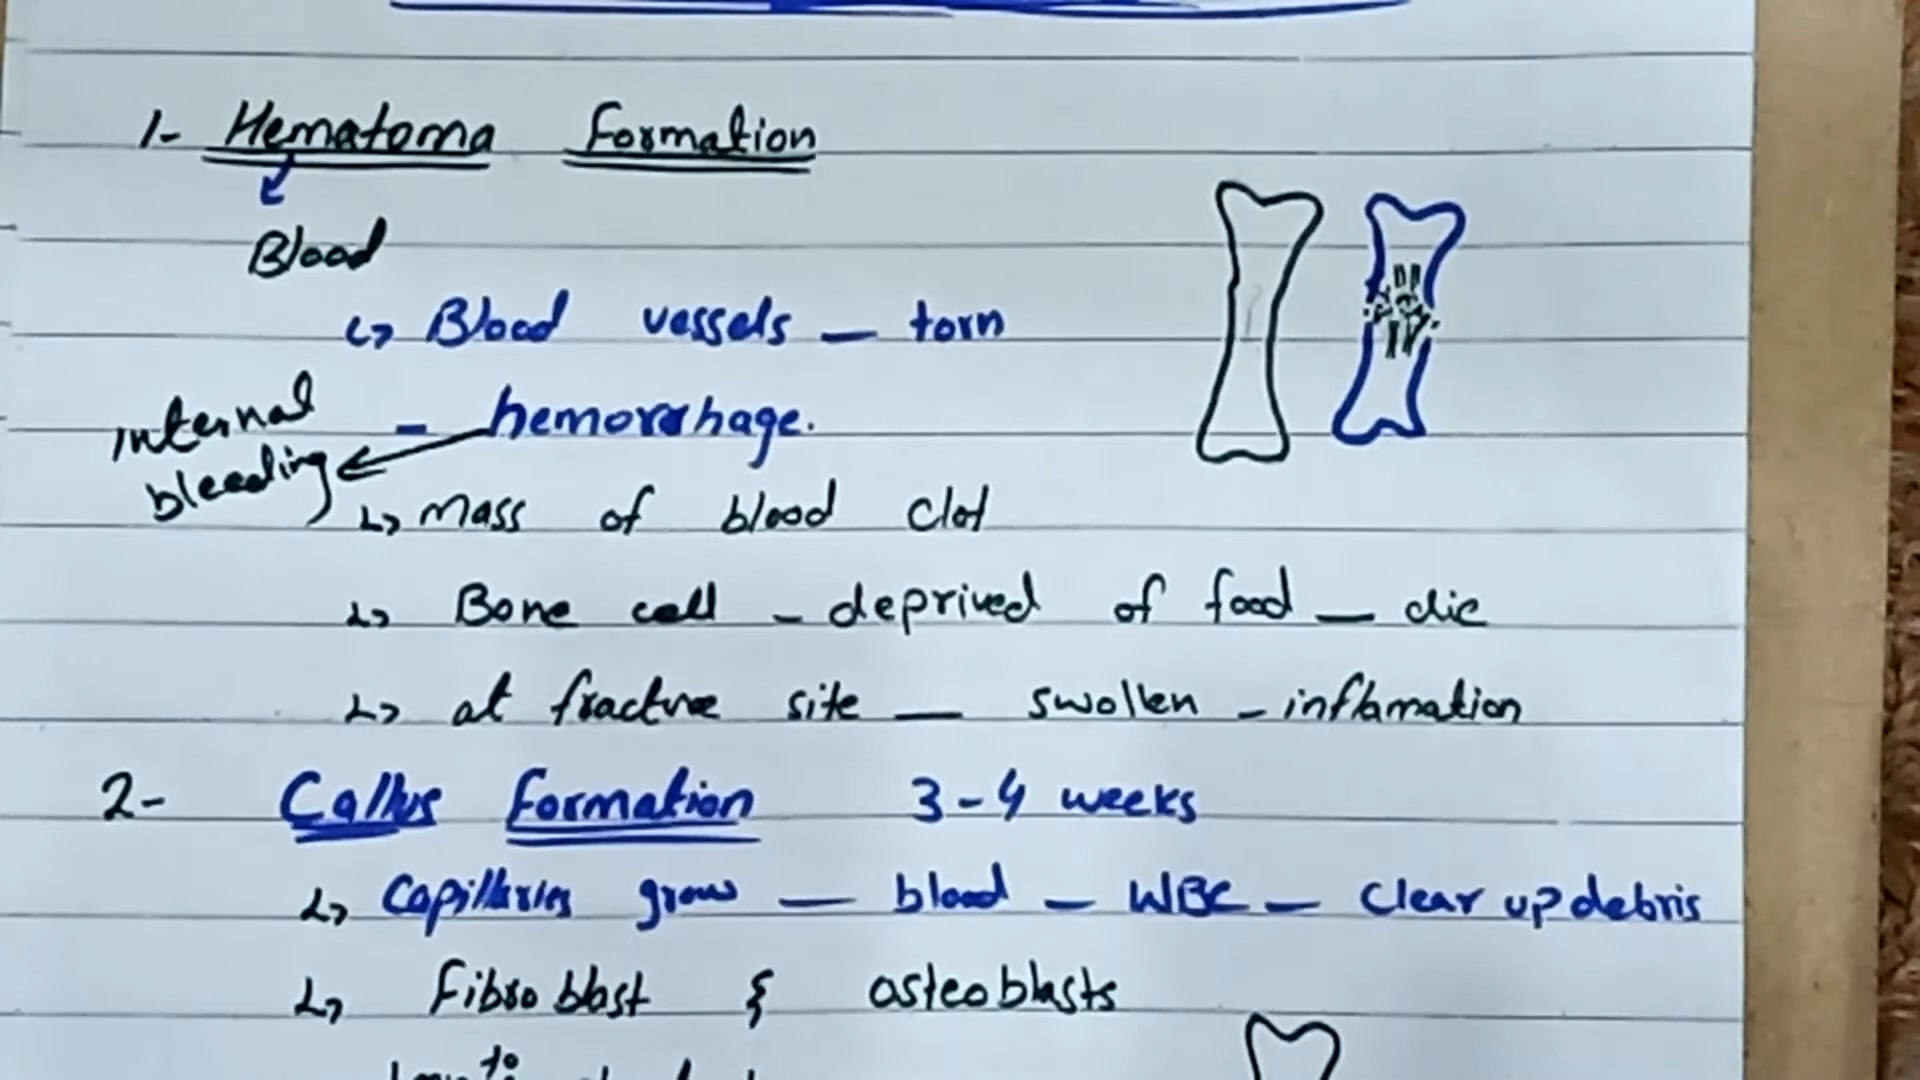 1- Hematoma Formation
Blood
↳ Blood vessels — torn
internal bleeding
- hemorrhage.
↳ Mass of blood clot
↳ Bone cell - deprived of food — die
↳ at fracture site — swollen - inflamation
2- Callus Formation 3-4 weeks
↳ Capillaries grow — blood — WBC — Clear up debris
↳ Fibroblast & osteoblasts